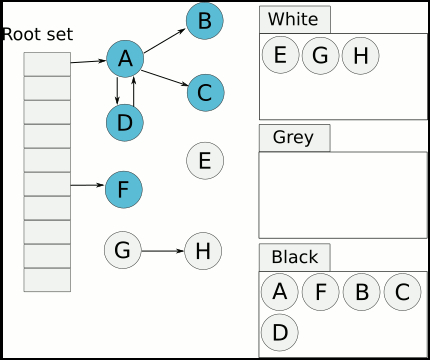 Root set
A
B
C
D
E
F
G H
White
E G H
Grey
Black
A F B C
D